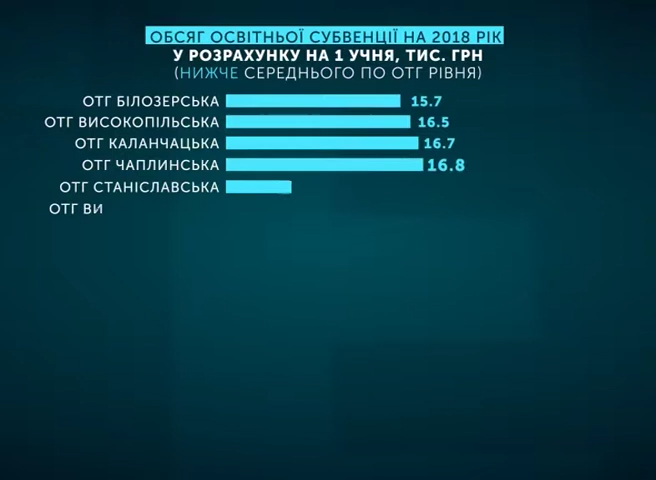 ОБСЯГ ОСВІТНЬОЇ СУБВЕНЦІЇ НА 2018 РІК
У РОЗРАХУНКУ НА 1 УЧНЯ, ТИС. ГРН
(НИЖЧЕ СЕРЕДНЬОГО ПО ОТГ РІВНЯ)
ОТГ БІЛОЗЕРСЬКА 15.7
ОТГ ВИСОКОПІЛЬСЬКА 16.5
ОТГ КАЛАНЧАЦЬКА 16.7
ОТГ ЧАПЛИНСЬКА 16.8
ОТГ СТАНІСЛАВСЬКА
ОТГ ВИ